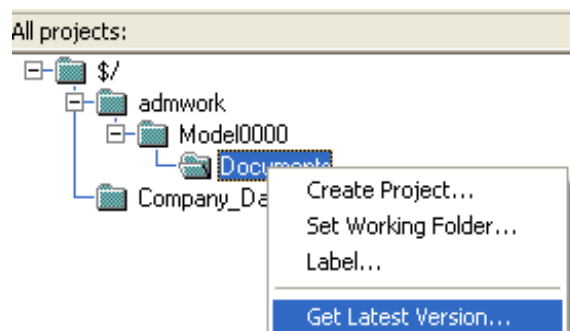 All projects:
$/
admwork
Model0000
Documents
Company_Da
Create Project...
Set Working Folder...
Label...
Get Latest Version...